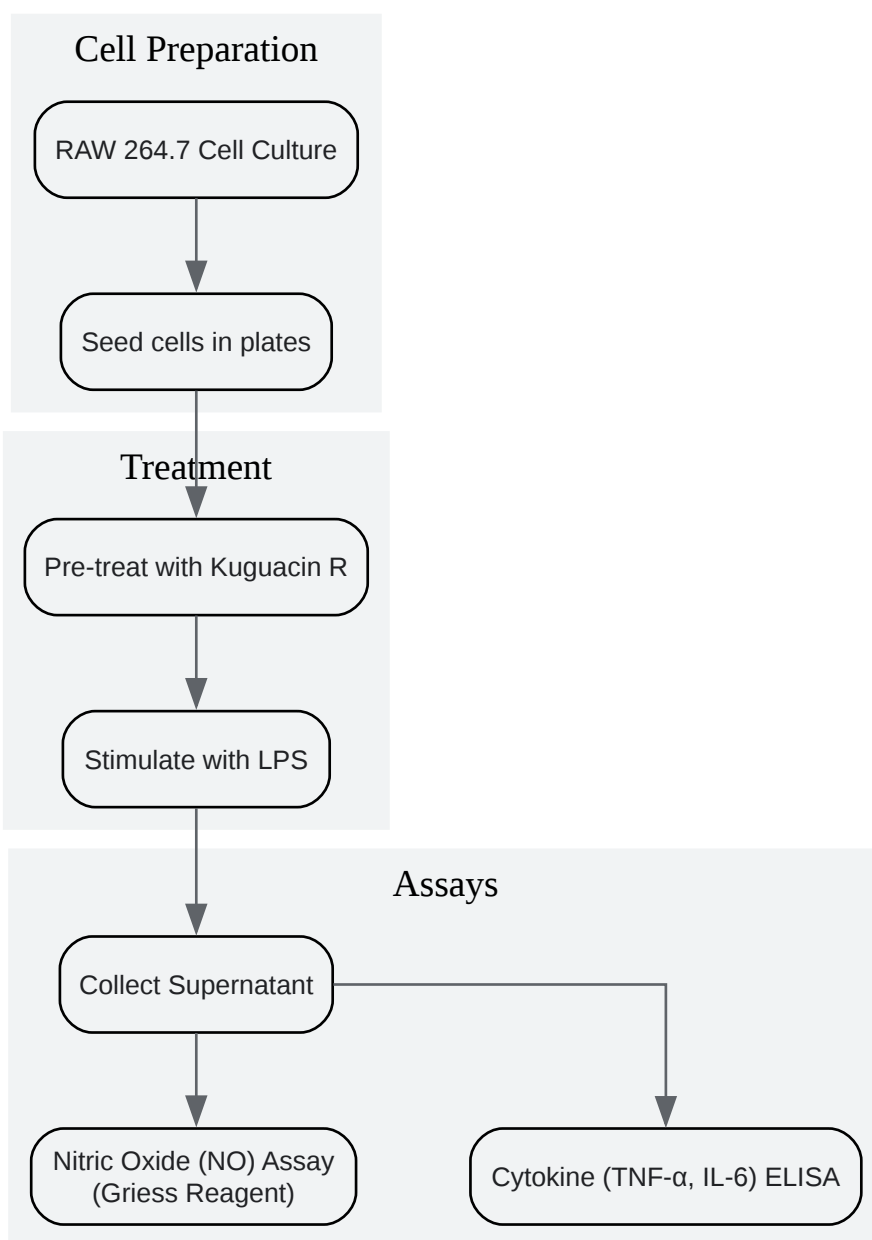 Cell Preparation
RAW 264.7 Cell Culture
Seed cells in plates
Treatment
Pre-treat with Kuguacin R
Stimulate with LPS
Assays
Collect Supernatant
Nitric Oxide (NO) Assay
(Griess Reagent)
Cytokine (TNF-α, IL-6) ELISA